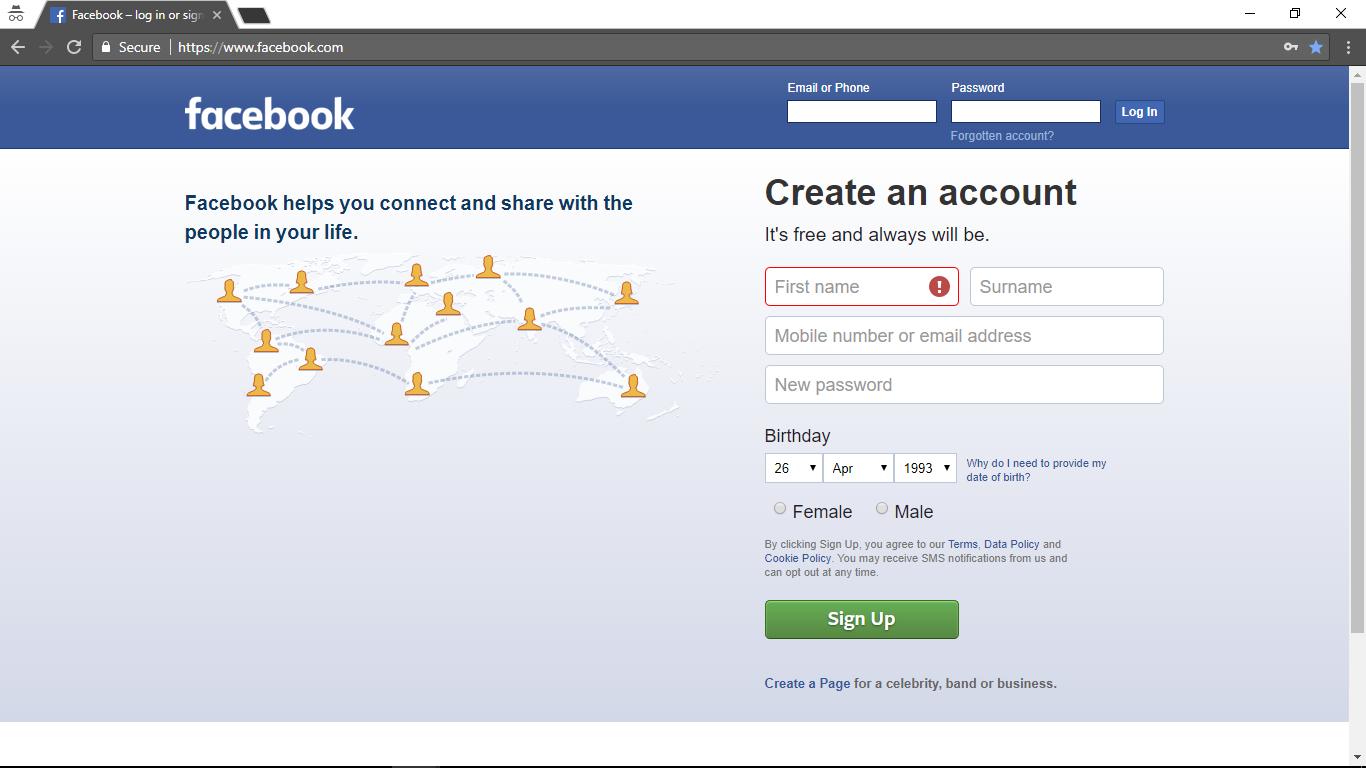 Facebook – log in or sign
Secure
https://www.facebook.com
facebook
Email or Phone
Password
Log In
Forgotten account?
Facebook helps you connect and share with the
people in your life.
Create an account
It's free and always will be.
First name
Surname
Mobile number or email address
New password
Birthday
26
Apr
1993
Why do I need to provide my
date of birth?
Female
Male
By clicking Sign Up, you agree to our Terms, Data Policy and
Cookie Policy. You may receive SMS notifications from us and
can opt out at any time.
Sign Up
Create a Page for a celebrity, band or business.